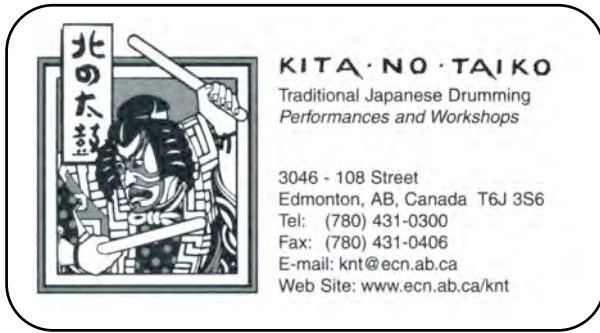 北の太鼓
KITA·NO·TAIKO
Traditional Japanese Drumming
Performances and Workshops
3046 - 108 Street
Edmonton, AB, Canada T6J 3S6
Tel: (780) 431-0300
Fax: (780) 431-0406
E-mail: knt@ecn.ab.ca
Web Site: www.ecn.ab.ca/knt